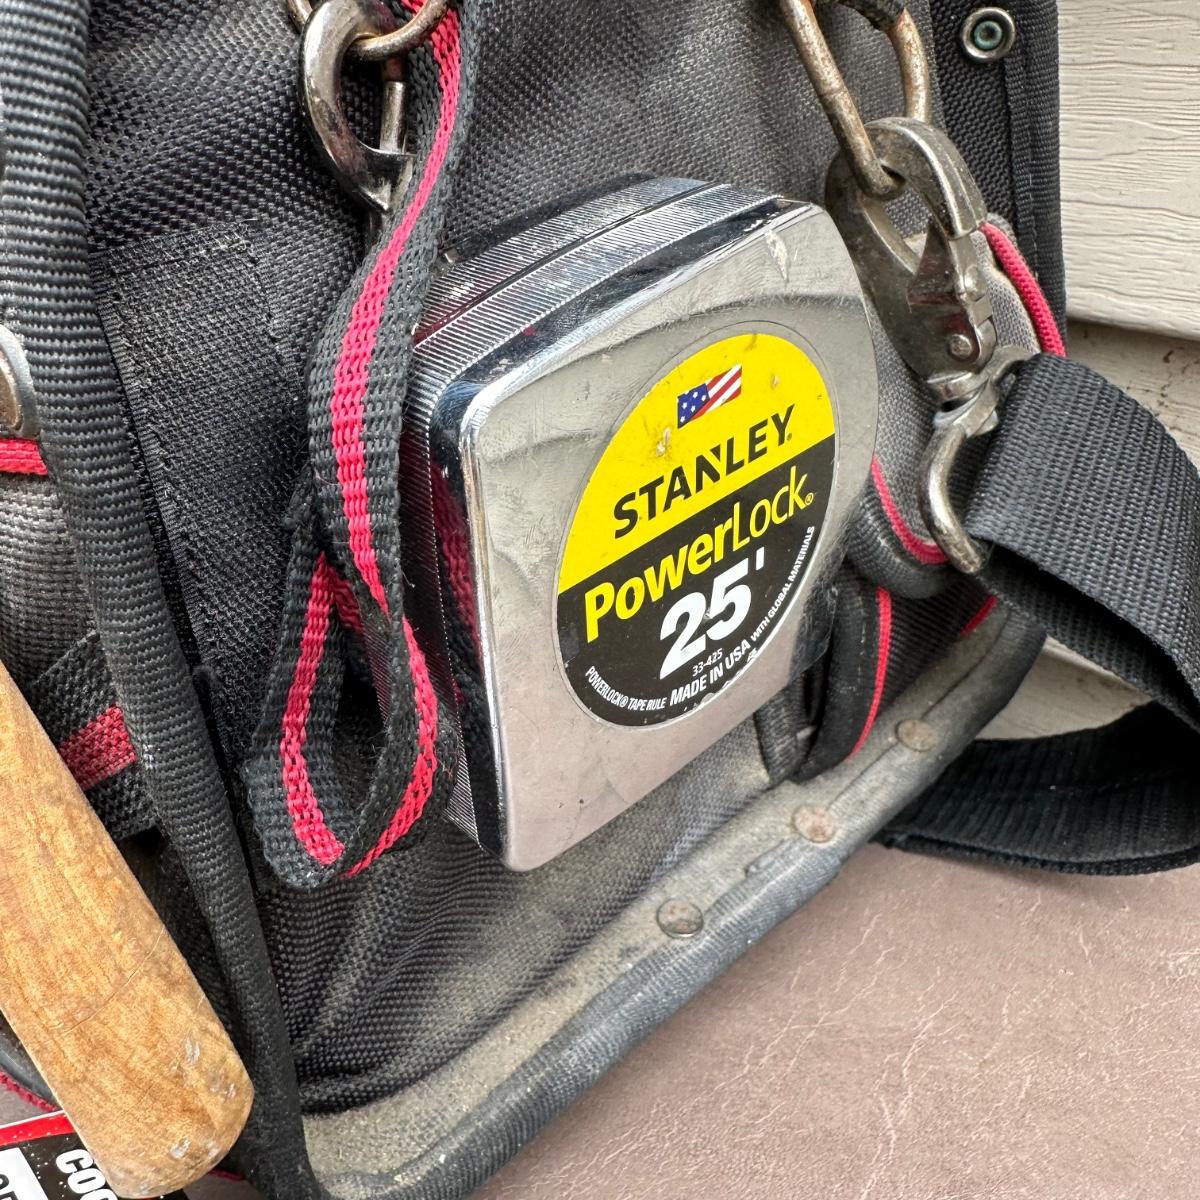 STANLEY®
PowerLock®
25'
33-425
POWERLOCK® TAPE RULE MADE IN USA WITH GLOBAL MATERIALS